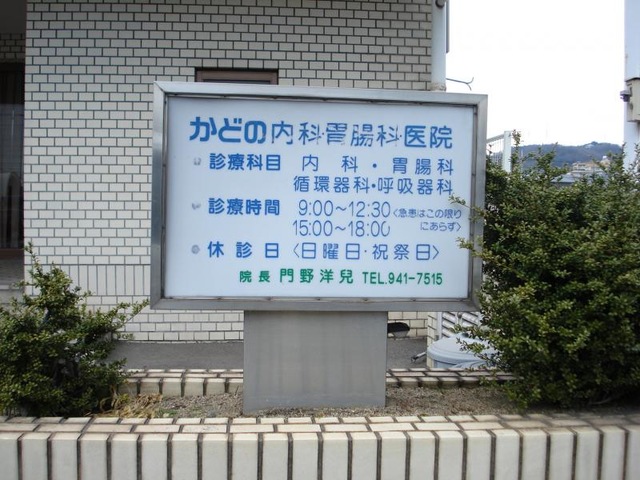 かどの内科・胃腸科・医院
診療科目 内科・胃腸科
循環器科・呼吸器科
診療時間 9:00〜12:30〈急患はこの限り
15:00〜18:00 にあらず〉
休診日〈日曜日・祝祭日〉
院長 門野洋兒 TEL.941-7515